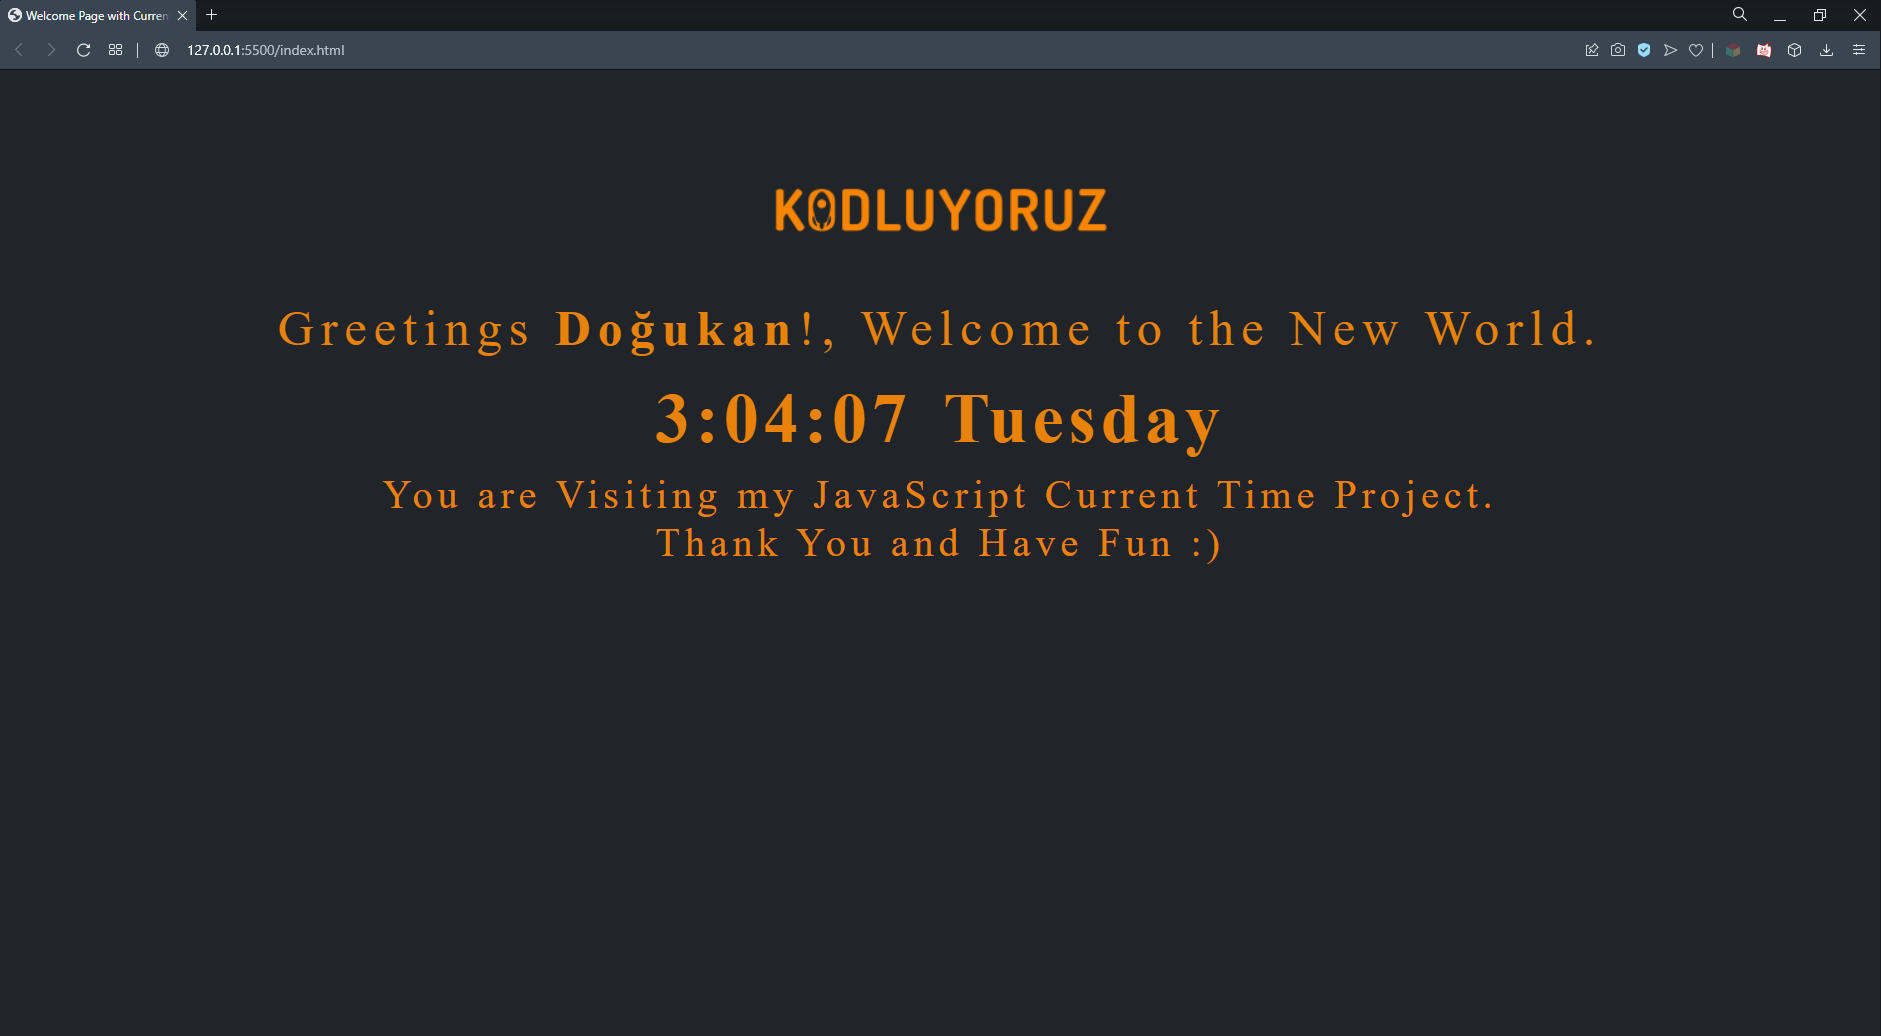 Welcome Page with Curren
127.0.0.1:5500/index.html
KODLUYORUZ
Greetings Doğukan!, Welcome to the New World.
3:04:07 Tuesday
You are Visiting my JavaScript Current Time Project.
Thank You and Have Fun :)